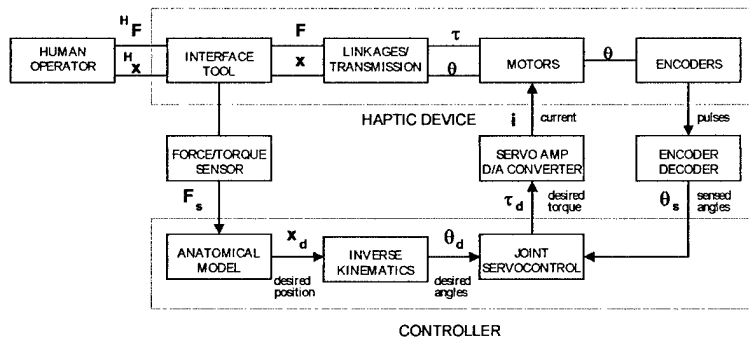 H F
F
τ
HUMAN
OPERATOR
H x
INTERFACE
TOOL
x
LINKAGES/
TRANSMISSION
θ
MOTORS
θ
ENCODERS
HAPTIC DEVICE
i
current
pulses
FORCE/TORQUE
SENSOR
SERVO AMP
D/A CONVERTER
ENCODER
DECODER
F s
τ d
desired
torque
θ s
sensed
angles
ANATOMICAL
MODEL
x d
desired
position
INVERSE
KINEMATICS
θ d
desired
angles
JOINT
SERVOCONTROL
CONTROLLER